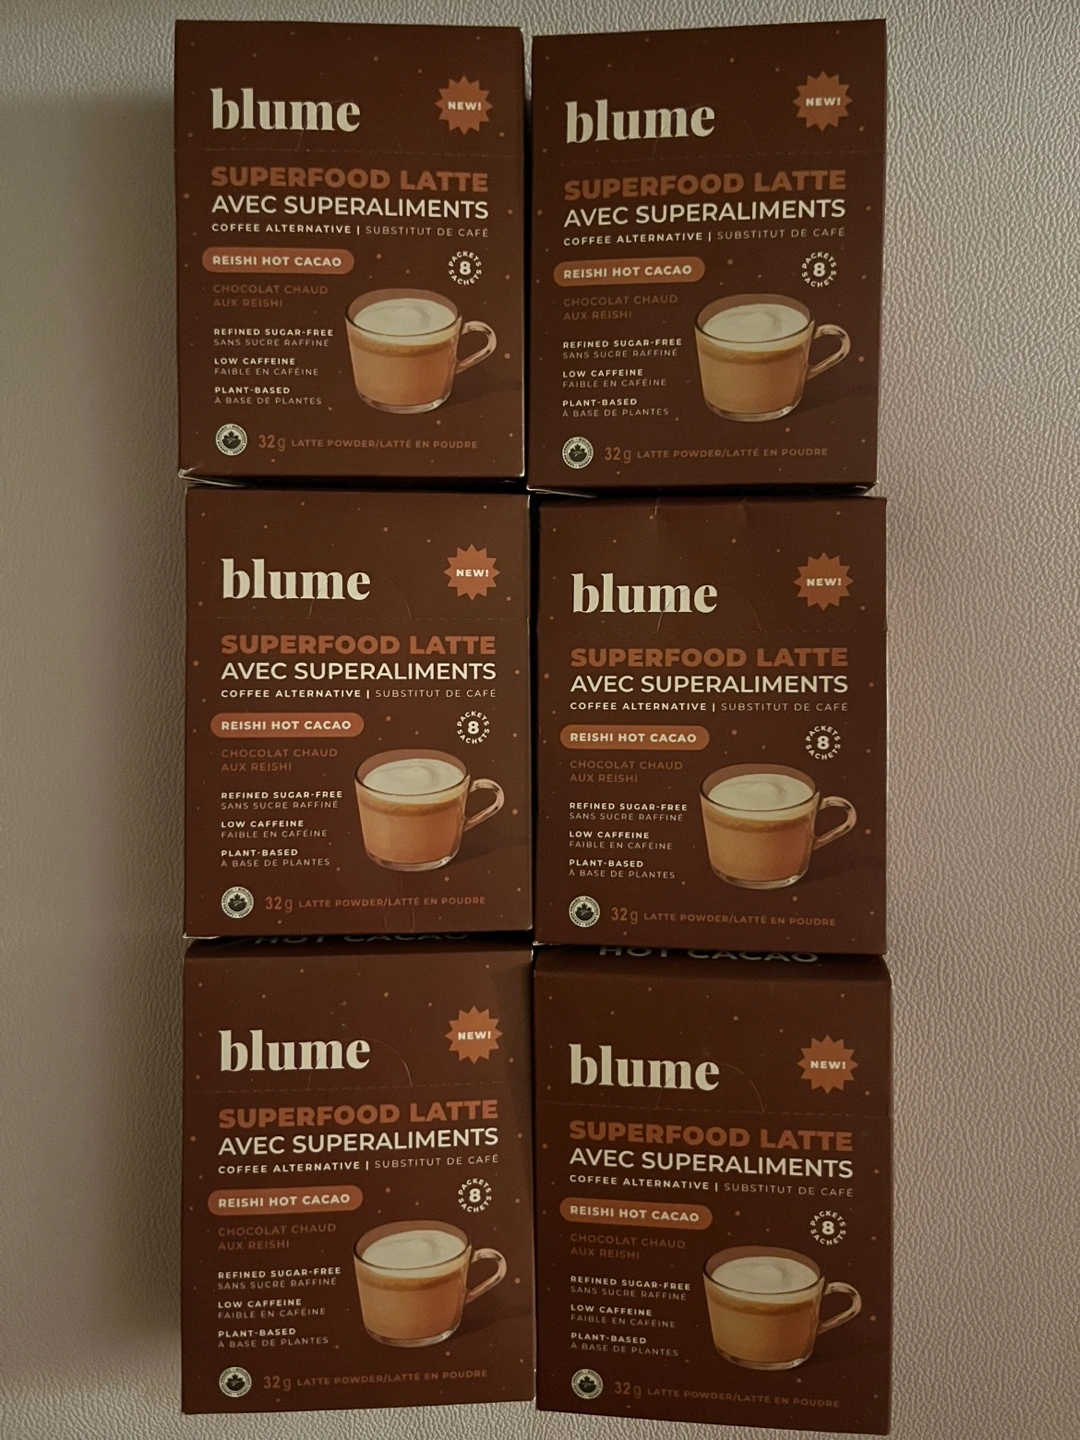 blume
NEW!
SUPERFOOD LATTE
AVEC SUPERALIMENTS
COFFEE ALTERNATIVE | SUBSTITUT DE CAFÉ
REISHI HOT CACAO
PACKETS 8 SACHETS
CHOCOLAT CHAUD
AUX REISHI
REFINED SUGAR-FREE
SANS SUCRE RAFFINÉ
LOW CAFFEINE
FAIBLE EN CAFÉINE
PLANT-BASED
À BASE DE PLANTES
32g LATTE POWDER/LATTÉ EN POUDRE
blume
NEW!
SUPERFOOD LATTE
AVEC SUPERALIMENTS
COFFEE ALTERNATIVE | SUBSTITUT DE CAFÉ
REISHI HOT CACAO
PACKETS 8 SACHETS
CHOCOLAT CHAUD
AUX REISHI
REFINED SUGAR-FREE
SANS SUCRE RAFFINÉ
LOW CAFFEINE
FAIBLE EN CAFÉINE
PLANT-BASED
À BASE DE PLANTES
32g LATTE POWDER/LATTÉ EN POUDRE
blume
NEW!
SUPERFOOD LATTE
AVEC SUPERALIMENTS
COFFEE ALTERNATIVE | SUBSTITUT DE CAFÉ
REISHI HOT CACAO
PACKETS 8 SACHETS
CHOCOLAT CHAUD
AUX REISHI
REFINED SUGAR-FREE
SANS SUCRE RAFFINÉ
LOW CAFFEINE
FAIBLE EN CAFÉINE
PLANT-BASED
À BASE DE PLANTES
32g LATTE POWDER/LATTÉ EN POUDRE
blume
NEW!
SUPERFOOD LATTE
AVEC SUPERALIMENTS
COFFEE ALTERNATIVE | SUBSTITUT DE CAFÉ
REISHI HOT CACAO
PACKETS 8 SACHETS
CHOCOLAT CHAUD
AUX REISHI
REFINED SUGAR-FREE
SANS SUCRE RAFFINÉ
LOW CAFFEINE
FAIBLE EN CAFÉINE
PLANT-BASED
À BASE DE PLANTES
32g LATTE POWDER/LATTÉ EN POUDRE
HOT CACAO
blume
NEW!
SUPERFOOD LATTE
AVEC SUPERALIMENTS
COFFEE ALTERNATIVE | SUBSTITUT DE CAFÉ
REISHI HOT CACAO
PACKETS 8 SACHETS
CHOCOLAT CHAUD
AUX REISHI
REFINED SUGAR-FREE
SANS SUCRE RAFFINÉ
LOW CAFFEINE
FAIBLE EN CAFÉINE
PLANT-BASED
À BASE DE PLANTES
32g LATTE POWDER/LATTÉ EN POUDRE
HOT CACAO
blume
NEW!
SUPERFOOD LATTE
AVEC SUPERALIMENTS
COFFEE ALTERNATIVE | SUBSTITUT DE CAFÉ
REISHI HOT CACAO
PACKETS 8 SACHETS
CHOCOLAT CHAUD
AUX REISHI
REFINED SUGAR-FREE
SANS SUCRE RAFFINÉ
LOW CAFFEINE
FAIBLE EN CAFÉINE
PLANT-BASED
À BASE DE PLANTES
32g LATTE POWDER/LATTÉ EN POUDRE